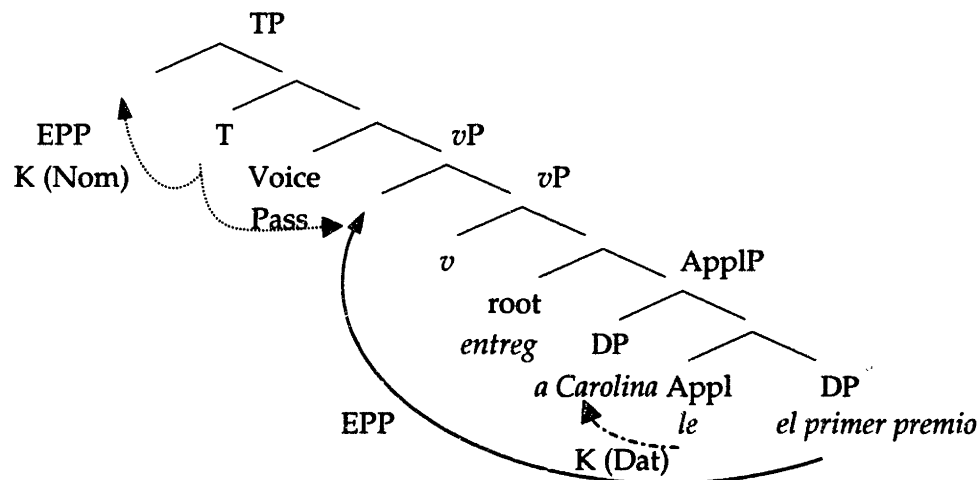 TP
EPP T vP
K (Nom) Voice vP
Pass
v ApplP
root
entreg DP
a Carolina Appl DP
EPP le el primer premio
K (Dat)